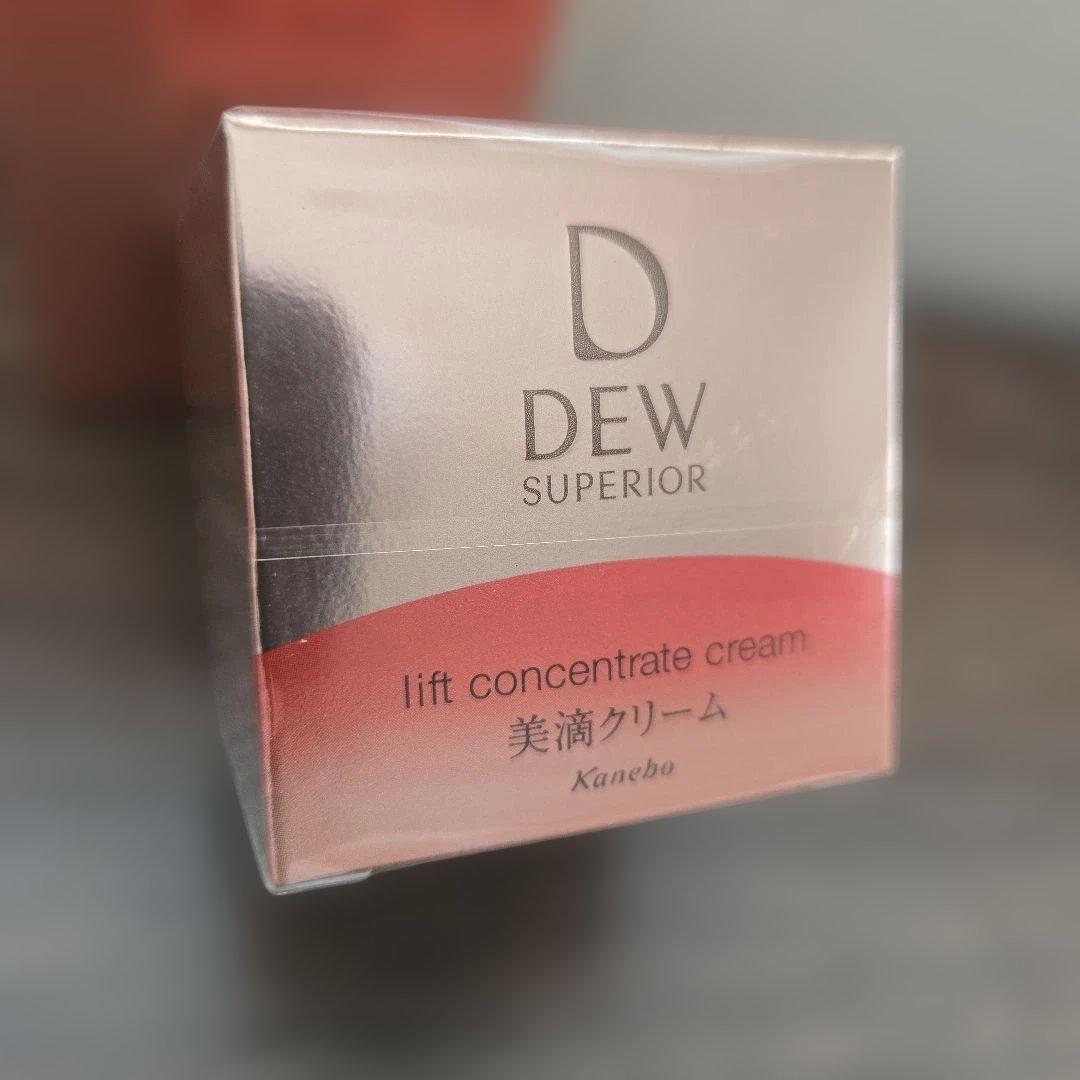 D
DEW
SUPERIOR
lift concentrate cream
美滴クリーム
Kanebo